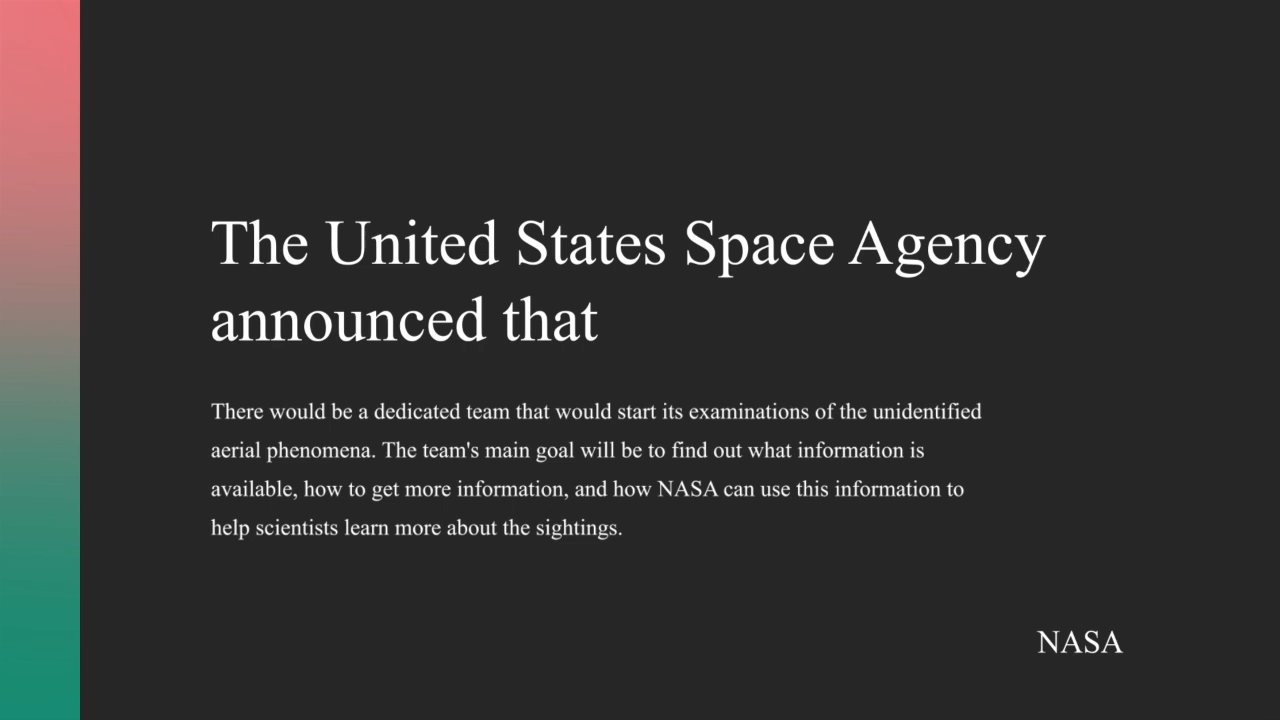 The United States Space Agency
announced that
There would be a dedicated team that would start its examinations of the unidentified
aerial phenomena. The team's main goal will be to find out what information is
available, how to get more information, and how NASA can use this information to
help scientists learn more about the sightings.
NASA